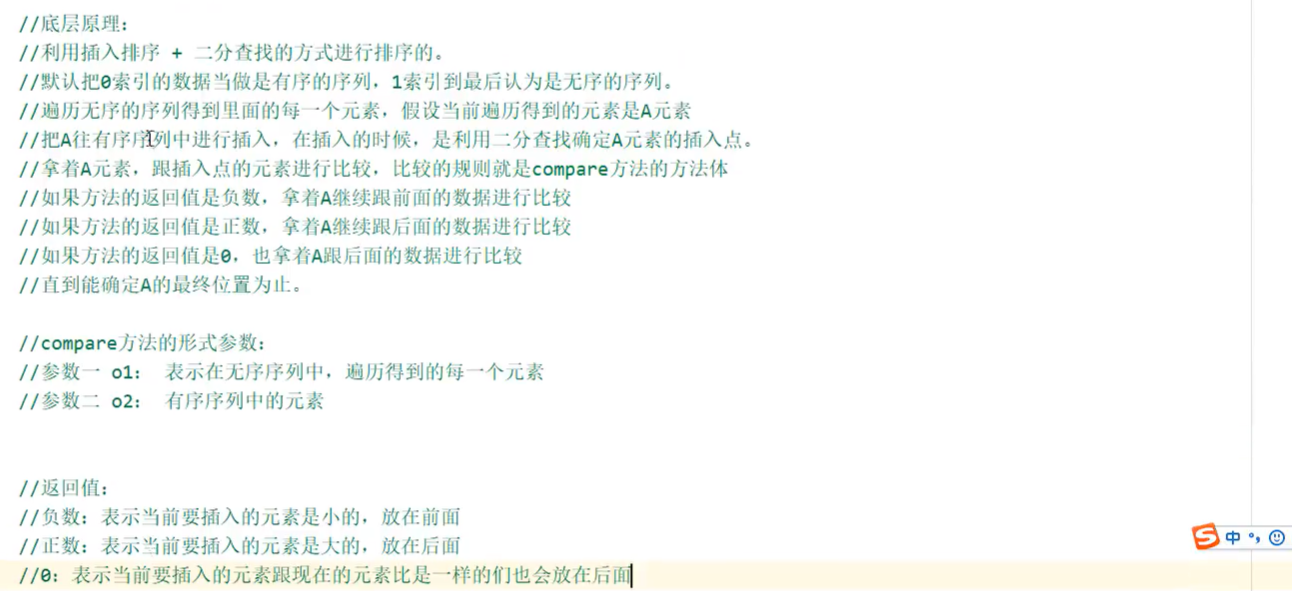 //底层原理：
//利用插入排序 + 二分查找的方式进行排序的。
//默认把0索引的数据当做是有序的序列，1索引到最后认为是无序的序列。
//遍历无序的序列得到里面的每一个元素，假设当前遍历得到的元素是A元素
//把A往有序序列中进行插入，在插入的时候，是利用二分查找确定A元素的插入点。
//拿着A元素，跟插入点的元素进行比较，比较的规则就是compare方法的方法体
//如果方法的返回值是负数，拿着A继续跟前面的数据进行比较
//如果方法的返回值是正数，拿着A继续跟后面的数据进行比较
//如果方法的返回值是0，也拿着A跟后面的数据进行比较
//直到能确定A的最终位置为止。
//compare方法的形式参数：
//参数一 o1： 表示在无序序列中，遍历得到的每一个元素
//参数二 o2： 有序序列中的元素
//返回值：
//负数：表示当前要插入的元素是小的，放在前面
//正数：表示当前要插入的元素是大的，放在后面
//0：表示当前要插入的元素跟现在的元素比是一样的们也会放在后面
S中°，